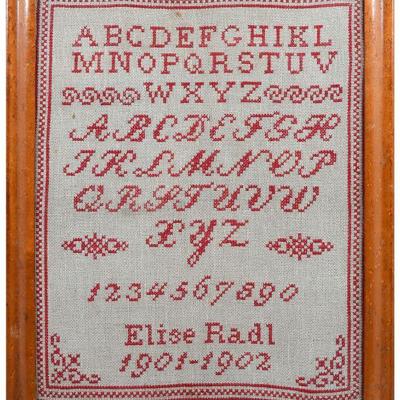 ABCDEFGHIKL
MNOPQRSTUV
WXYZ
ABCDEFGH
IKLMNOP
QRSTUVW
XYZ
1234567890
Elise Radl
1901-1902